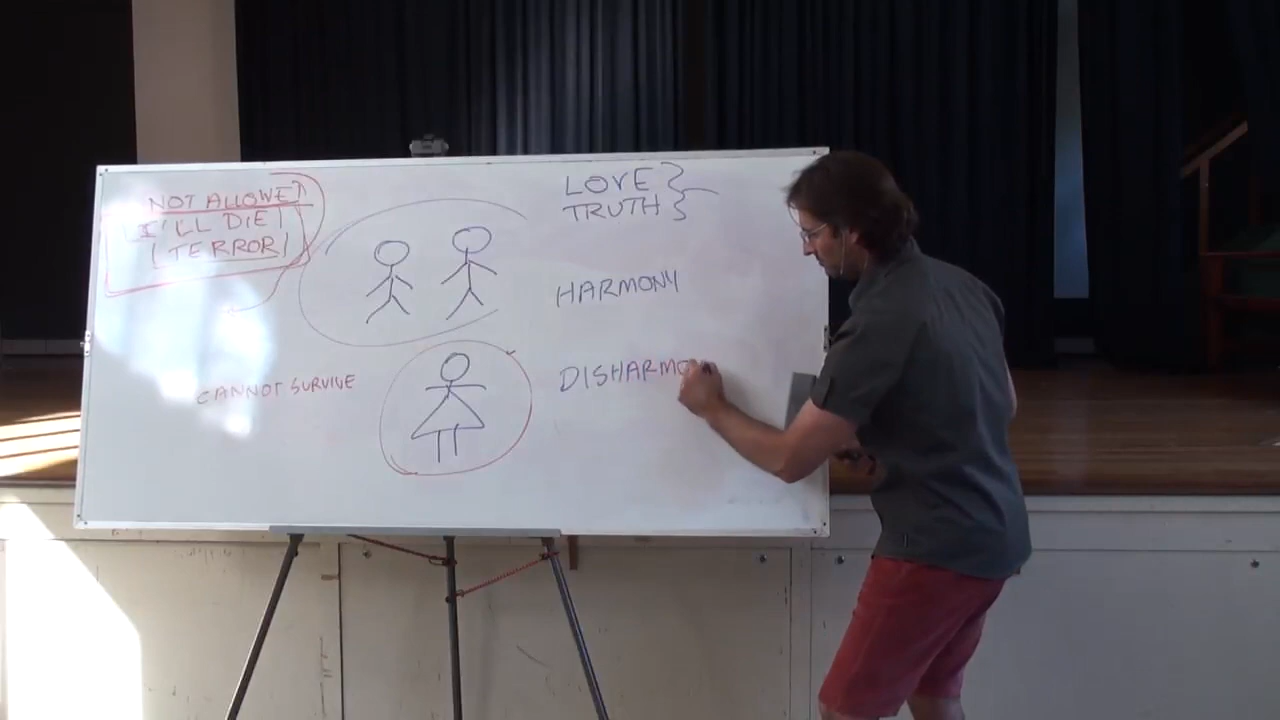 NOT ALLOWED
I'LL DIE
TERROR
LOVE
TRUTH
HARMONY
CANNOT SURVIVE
DISHARMO